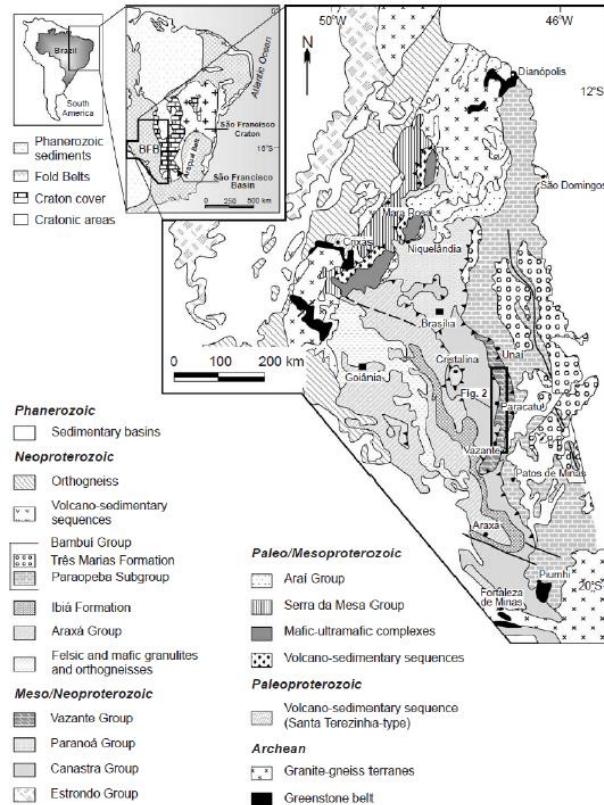 50°W
46°W
0°
Brazil
South
America
Atlantic Ocean
São Francisco
Craton
16°S
BFB
Araçuaí Belt
São Francisco
Basin
0 250 500 km
N
Dianópolis
12°S
São Domingos
Mara Rosa
Niquelândia
Brasília
Cristalina
Unaí
Goiânia
Fig. 2
Paracatu
Vazante
Patos de Minas
Araxá
Piumhi
Fortaleza
de Minas
20°S
0 100 200 km
Phanerozoic
sediments
Fold Belts
Craton cover
Cratonic areas
Phanerozoic
Sedimentary basins
Neoproterozoic
Orthogneiss
Volcano-sedimentary
sequences
Bambuí Group
Três Marias Formation
Paraopeba Subgroup
Ibiá Formation
Araxá Group
Felsic and mafic granulites
and orthogneisses
Meso/Neoproterozoic
Vazante Group
Paranoá Group
Canastra Group
Estrondo Group
Paleo/Mesoproterozoic
Araí Group
Serra da Mesa Group
Mafic-ultramafic complexes
Volcano-sedimentary sequences
Paleoproterozoic
Volcano-sedimentary sequence
(Santa Terezinha-type)
Archean
Granite-gneiss terranes
Greenstone belt